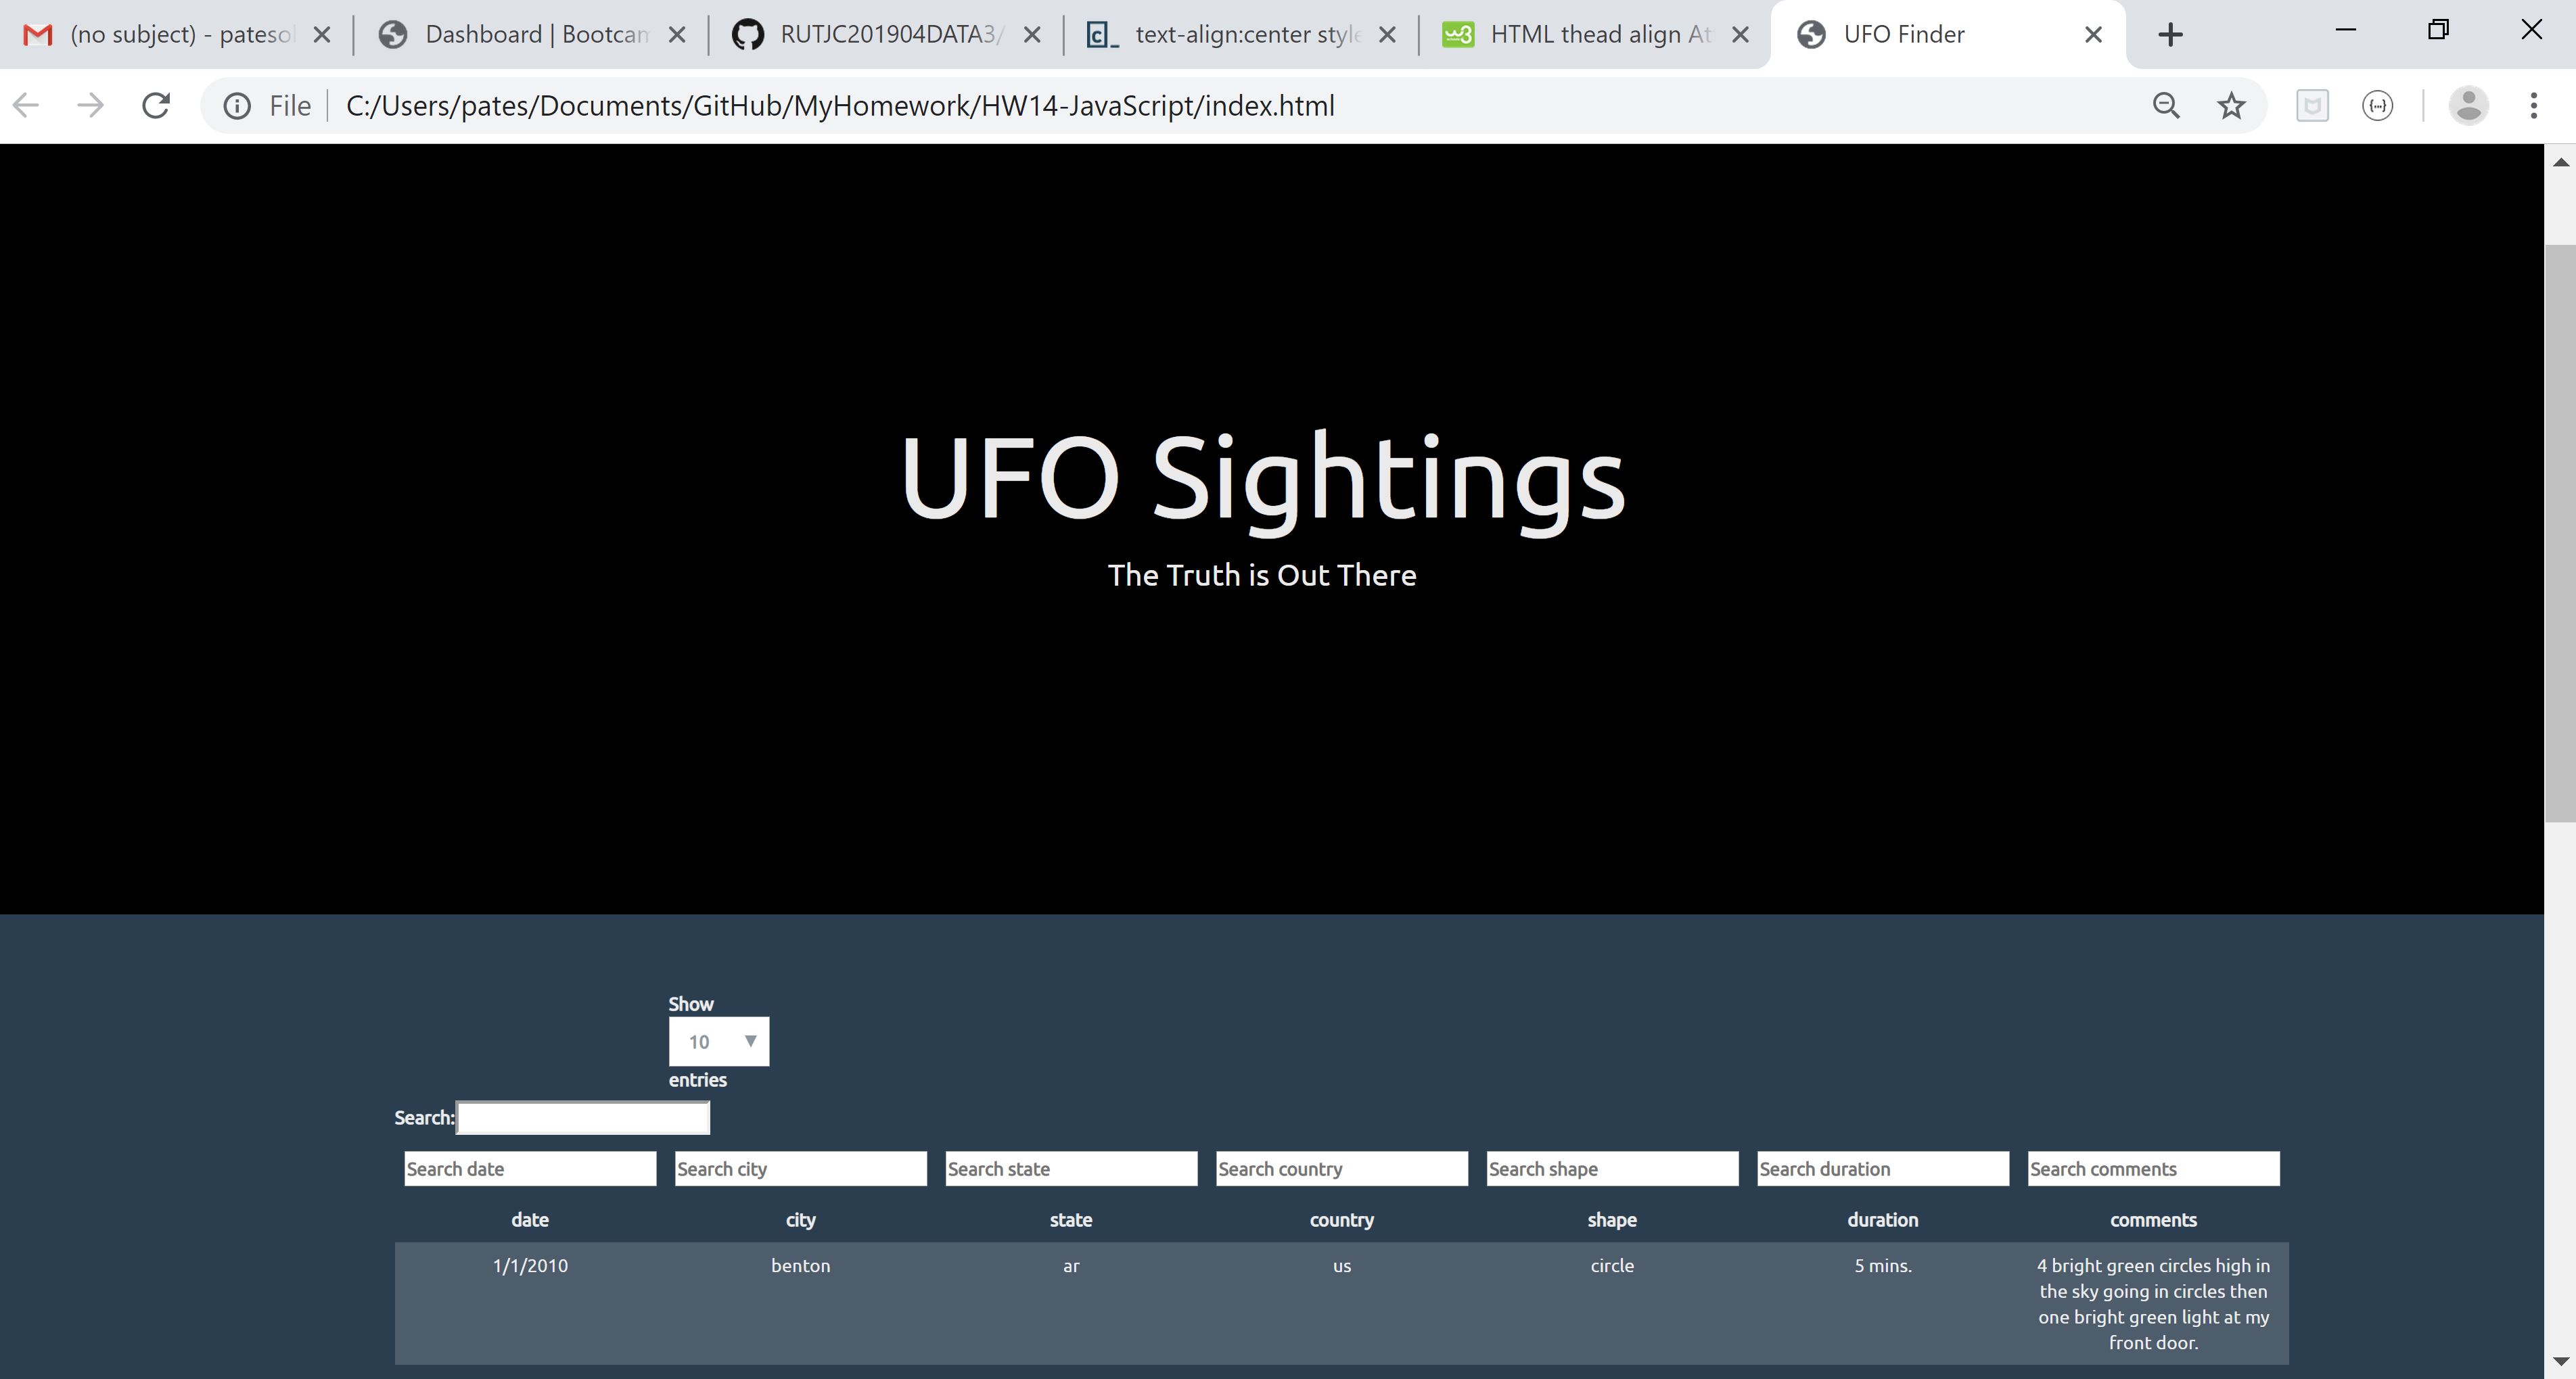 (no subject) - patesol
Dashboard | Bootcam
RUTJC201904DATA3/
text-align:center style
HTML thead align At
UFO Finder
File C:/Users/pates/Documents/GitHub/MyHomework/HW14-JavaScript/index.html
UFO Sightings
The Truth is Out There
Show
10
entries
Search:
Search date Search city Search state Search country Search shape Search duration Search comments
date city state country shape duration comments
1/1/2010 benton ar us circle 5 mins. 4 bright green circles high in
the sky going in circles then
one bright green light at my
front door.